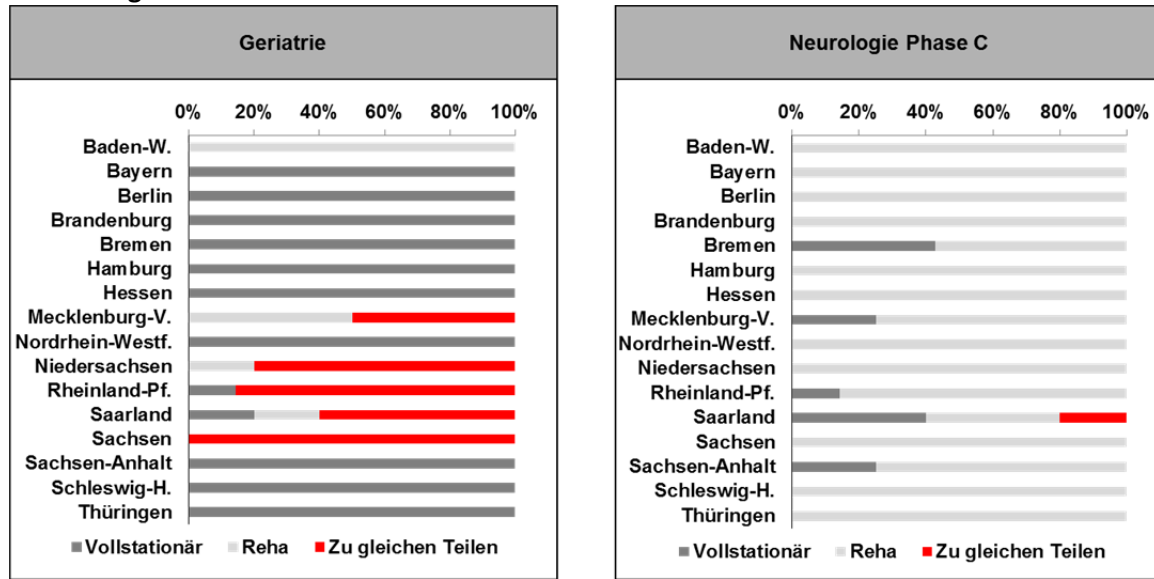 Geriatrie
0% 20% 40% 60% 80% 100%
Baden-W.
Bayern
Berlin
Brandenburg
Bremen
Hamburg
Hessen
Mecklenburg-V.
Nordrhein-Westf.
Niedersachsen
Rheinland-Pf.
Saarland
Sachsen
Sachsen-Anhalt
Schleswig-H.
Thüringen
Vollstationär Reha Zu gleichen Teilen
Neurologie Phase C
0% 20% 40% 60% 80% 100%
Baden-W.
Bayern
Berlin
Brandenburg
Bremen
Hamburg
Hessen
Mecklenburg-V.
Nordrhein-Westf.
Niedersachsen
Rheinland-Pf.
Saarland
Sachsen
Sachsen-Anhalt
Schleswig-H.
Thüringen
Vollstationär Reha Zu gleichen Teilen